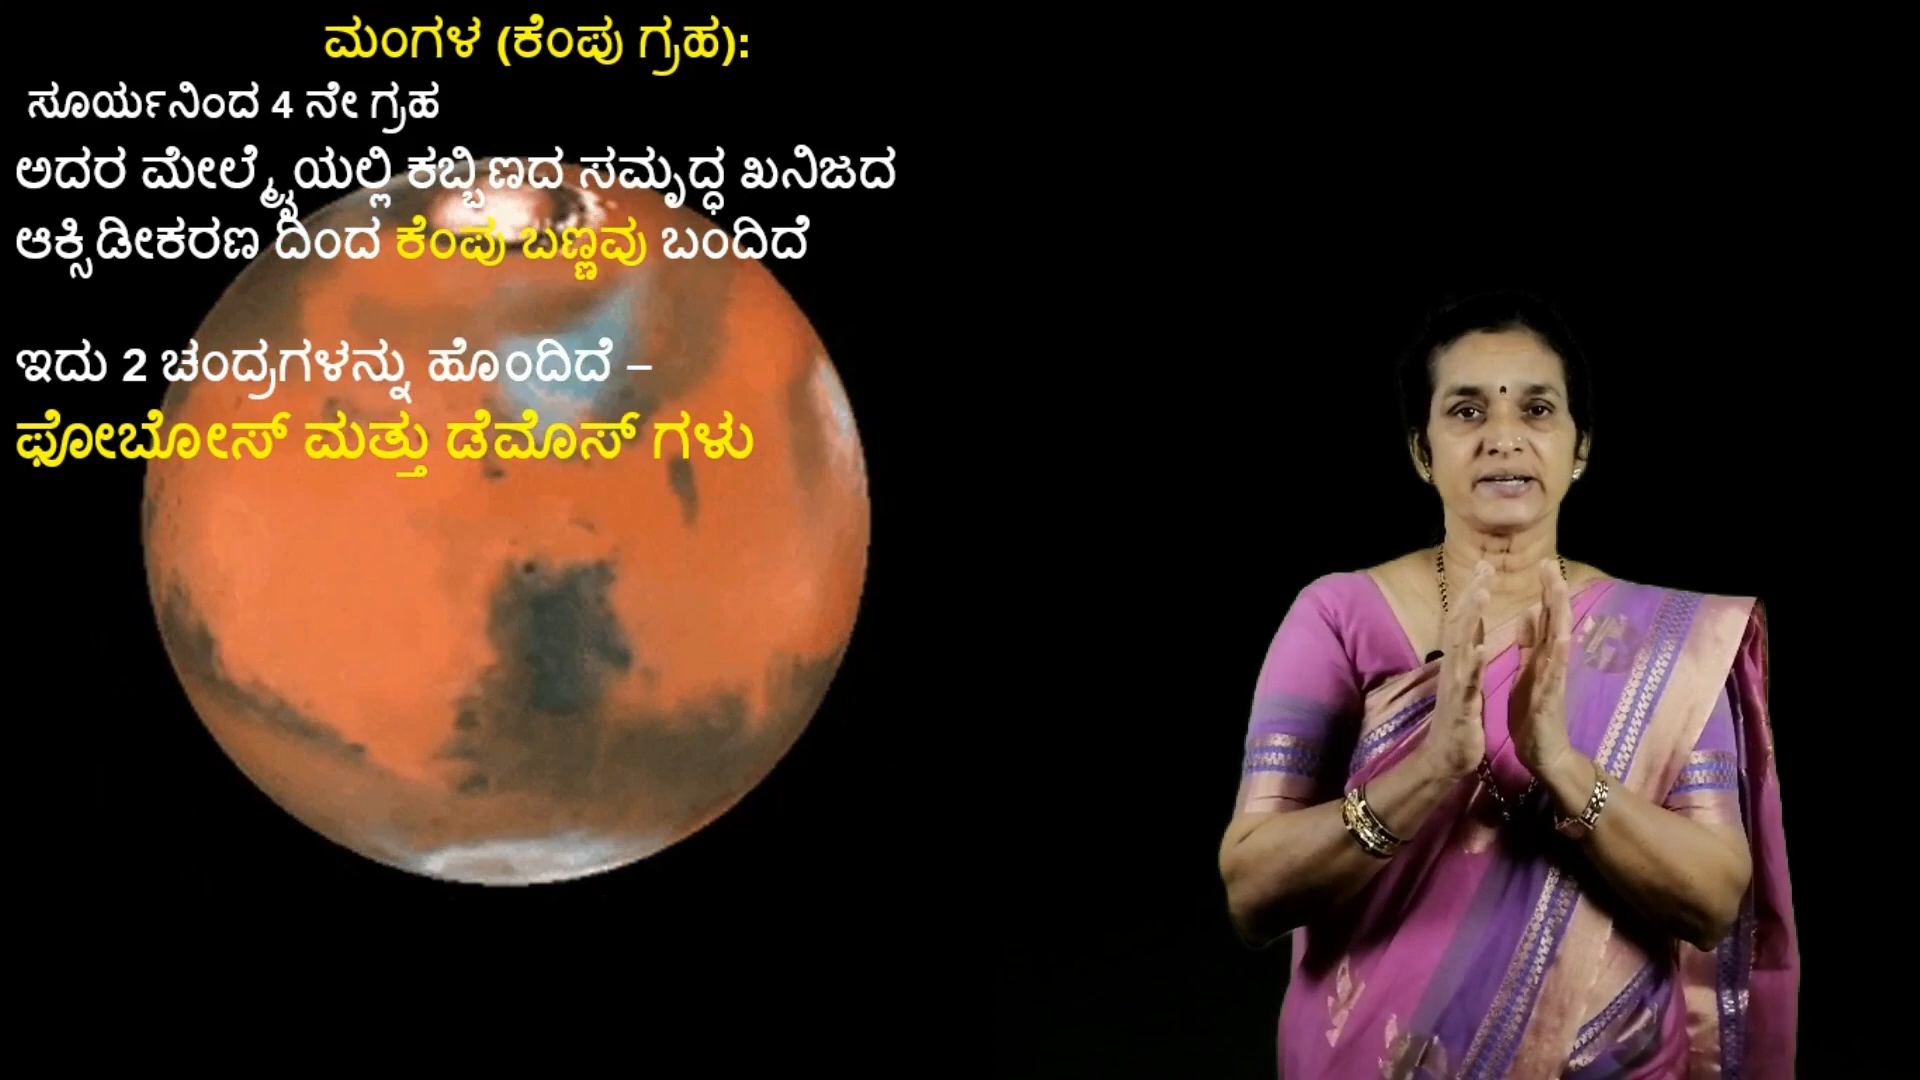 ಮಂಗಳ (ಕೆಂಪು ಗ್ರಹ):
ಸೂರ್ಯನಿಂದ 4 ನೇ ಗ್ರಹ
ಅದರ ಮೇಲ್ಮೈಯಲ್ಲಿ ಕಬ್ಬಿಣದ ಸಮೃದ್ಧ ಖನಿಜದ
ಆಕ್ಸಿಡೀಕರಣ ದಿಂದ ಕೆಂಪು ಬಣ್ಣವು ಬಂದಿದೆ
ಇದು 2 ಚಂದ್ರಗಳನ್ನು ಹೊಂದಿದೆ –
ಫೋಬೋಸ್ ಮತ್ತು ಡೆಮೊಸ್ ಗಳು